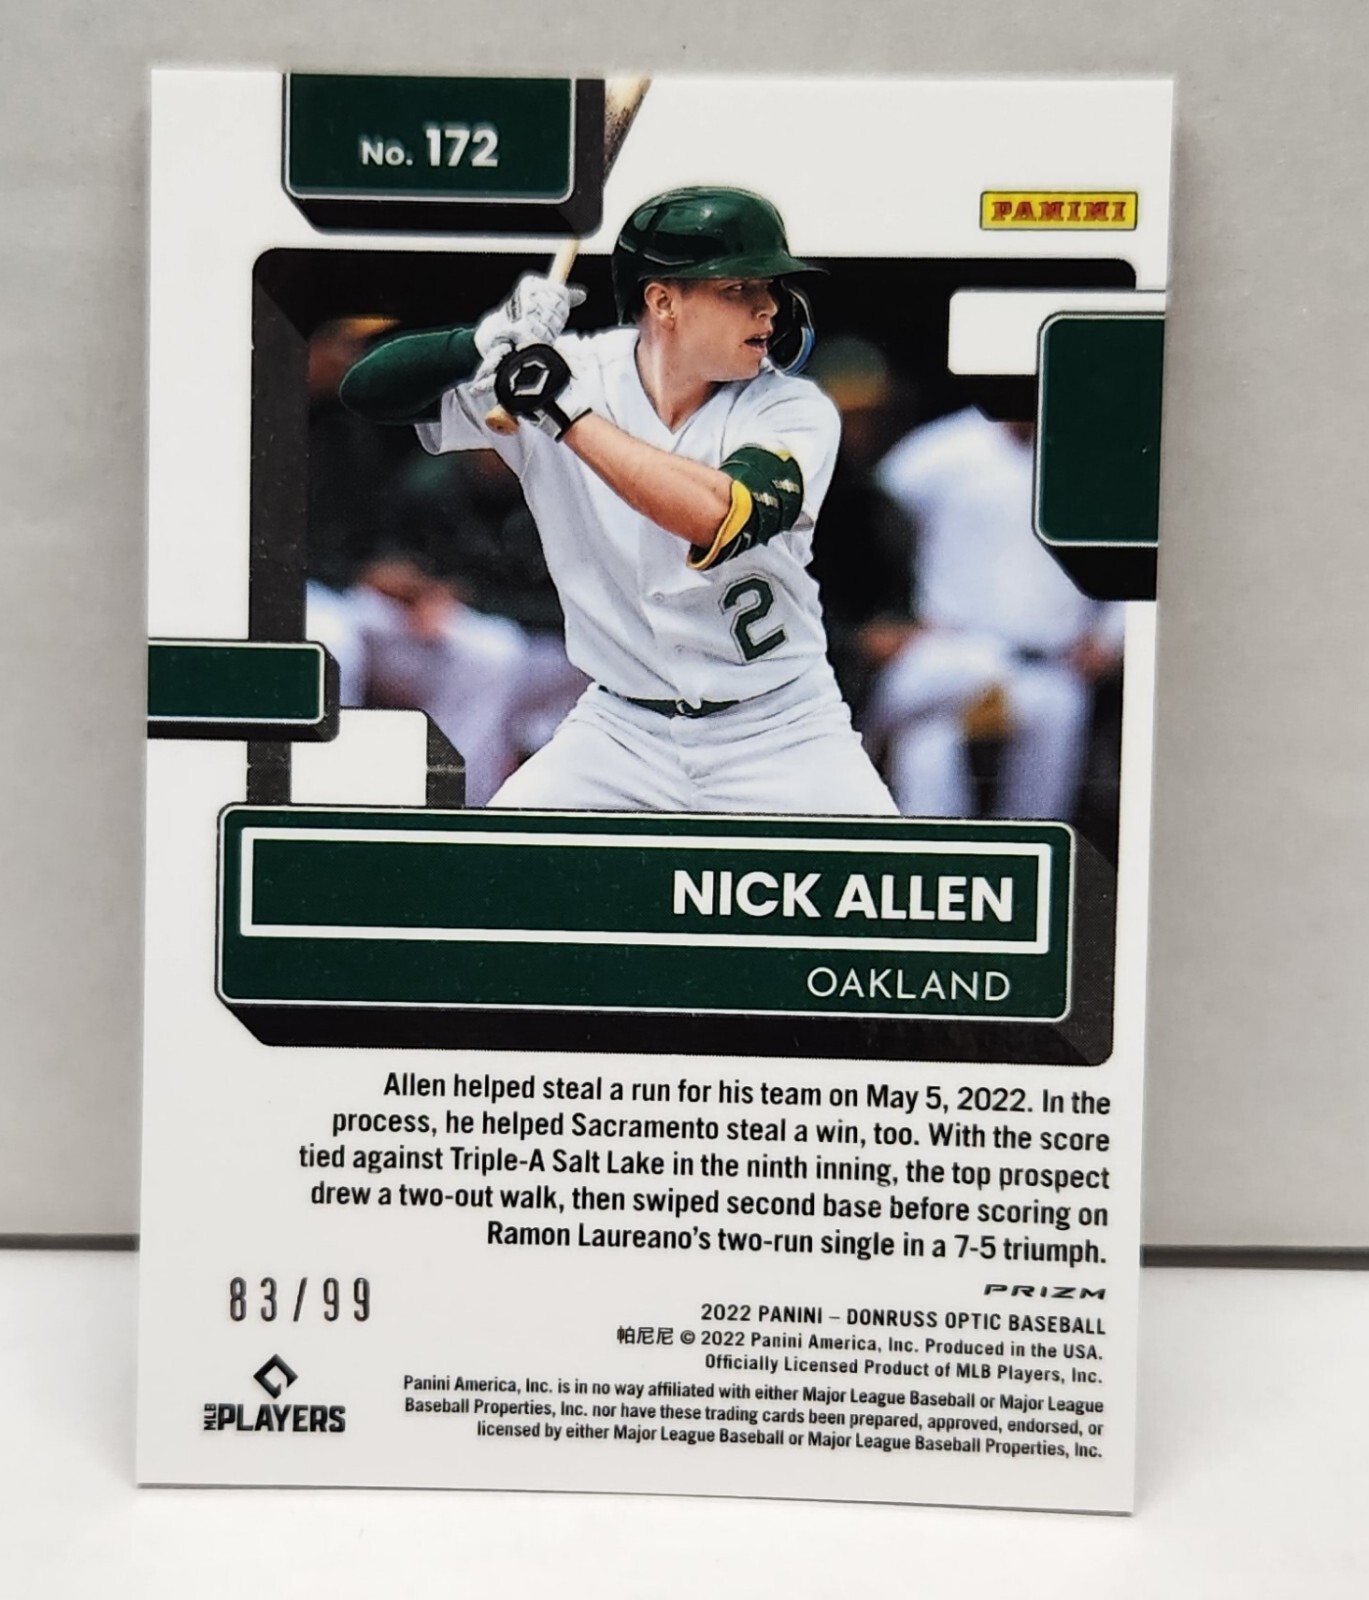 No. 172
PANINI
2
NICK ALLEN
OAKLAND
Allen helped steal a run for his team on May 5, 2022. In the
process, he helped Sacramento steal a win, too. With the score
tied against Triple-A Salt Lake in the ninth inning, the top prospect
drew a two-out walk, then swiped second base before scoring on
Ramon Laureano's two-run single in a 7-5 triumph.
83/99
PRIZM
2022 PANINI – DONRUSS OPTIC BASEBALL
帕尼尼 © 2022 Panini America, Inc. Produced in the USA.
Officially Licensed Product of MLB Players, Inc.
MLB PLAYERS
Panini America, Inc. is in no way affiliated with either Major League Baseball or Major League
Baseball Properties, Inc. nor have these trading cards been prepared, approved, endorsed, or
licensed by either Major League Baseball or Major League Baseball Properties, Inc.